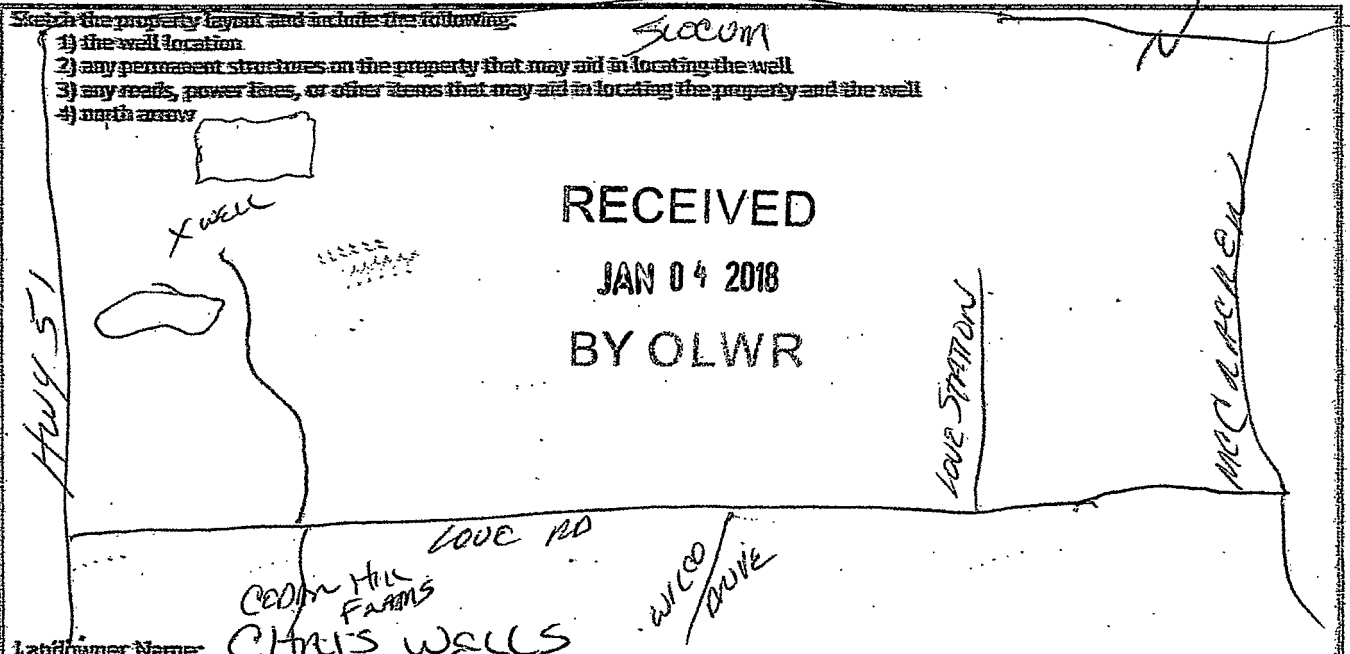 Sketch the property layout and include the following:
1) the well location
2) any permanent structures on the property that may aid in locating the well
3) any roads, power lines, or other items that may aid in locating the property and the well
4) north arrow
SLOCUM
N
X WELL
RECEIVED
JAN 04 2018
BY OLWR
HWY 51
LOVE STATION
MCCRACKEN
LOVE RD
CEDAR HILL
FARMS
WILCO
DRIVE
Landowner Name: CHRIS WALLS